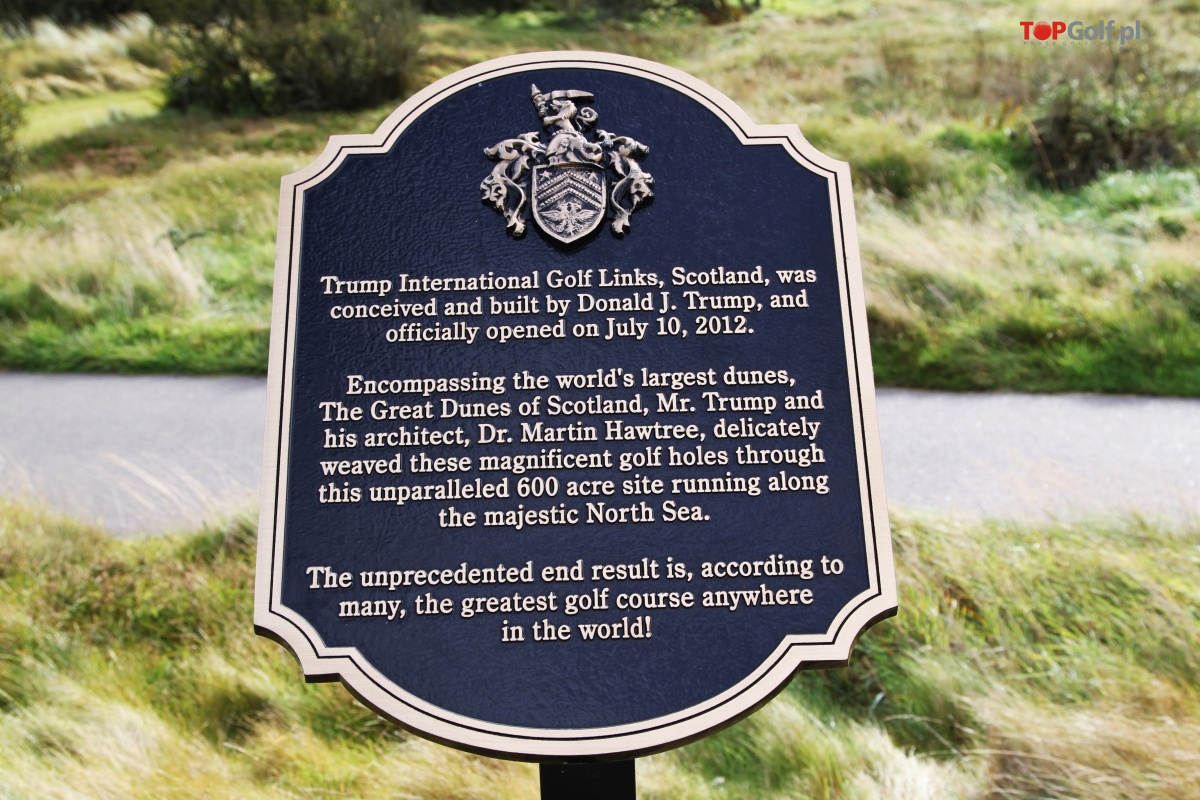 TOPGolf.pl
Trump International Golf Links, Scotland, was
conceived and built by Donald J. Trump, and
officially opened on July 10, 2012.
Encompassing the world's largest dunes,
The Great Dunes of Scotland, Mr. Trump and
his architect, Dr. Martin Hawtree, delicately
weaved these magnificent golf holes through
this unparalleled 600 acre site running along
the majestic North Sea.
The unprecedented end result is, according to
many, the greatest golf course anywhere
in the world!